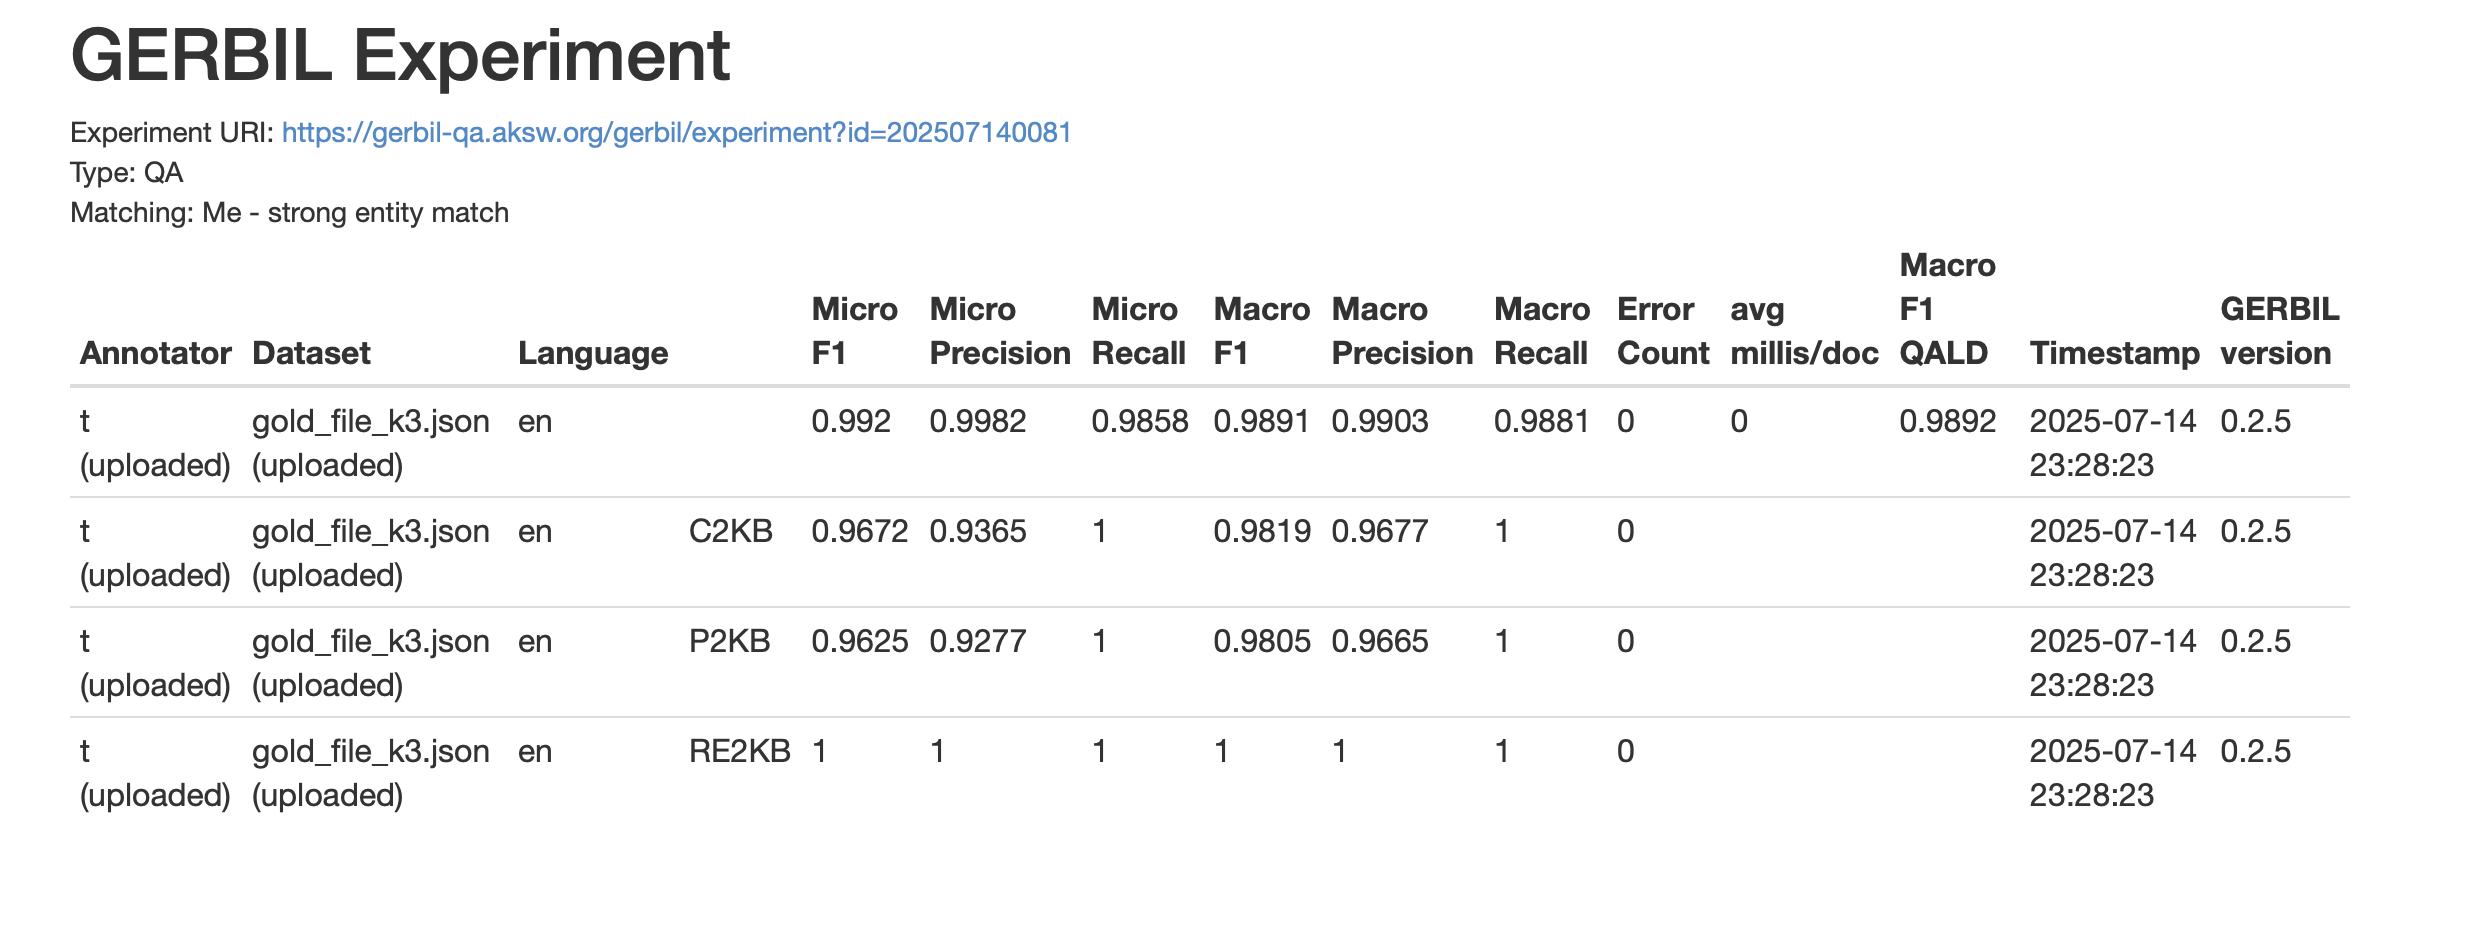 GERBIL Experiment
Experiment URI: https://gerbil-qa.aksw.org/gerbil/experiment?id=202507140081
Type: QA
Matching: Me - strong entity match
Macro
Micro Micro Micro Macro Macro Macro Error avg F1 GERBIL
Annotator Dataset Language F1 Precision Recall F1 Precision Recall Count millis/doc QALD Timestamp version
t gold_file_k3.json en 0.992 0.9982 0.9858 0.9891 0.9903 0.9881 0 0 0.9892 2025-07-14 0.2.5
(uploaded) (uploaded) 23:28:23
t gold_file_k3.json en C2KB 0.9672 0.9365 1 0.9819 0.9677 1 0 2025-07-14 0.2.5
(uploaded) (uploaded) 23:28:23
t gold_file_k3.json en P2KB 0.9625 0.9277 1 0.9805 0.9665 1 0 2025-07-14 0.2.5
(uploaded) (uploaded) 23:28:23
t gold_file_k3.json en RE2KB 1 1 1 1 1 1 0 2025-07-14 0.2.5
(uploaded) (uploaded) 23:28:23